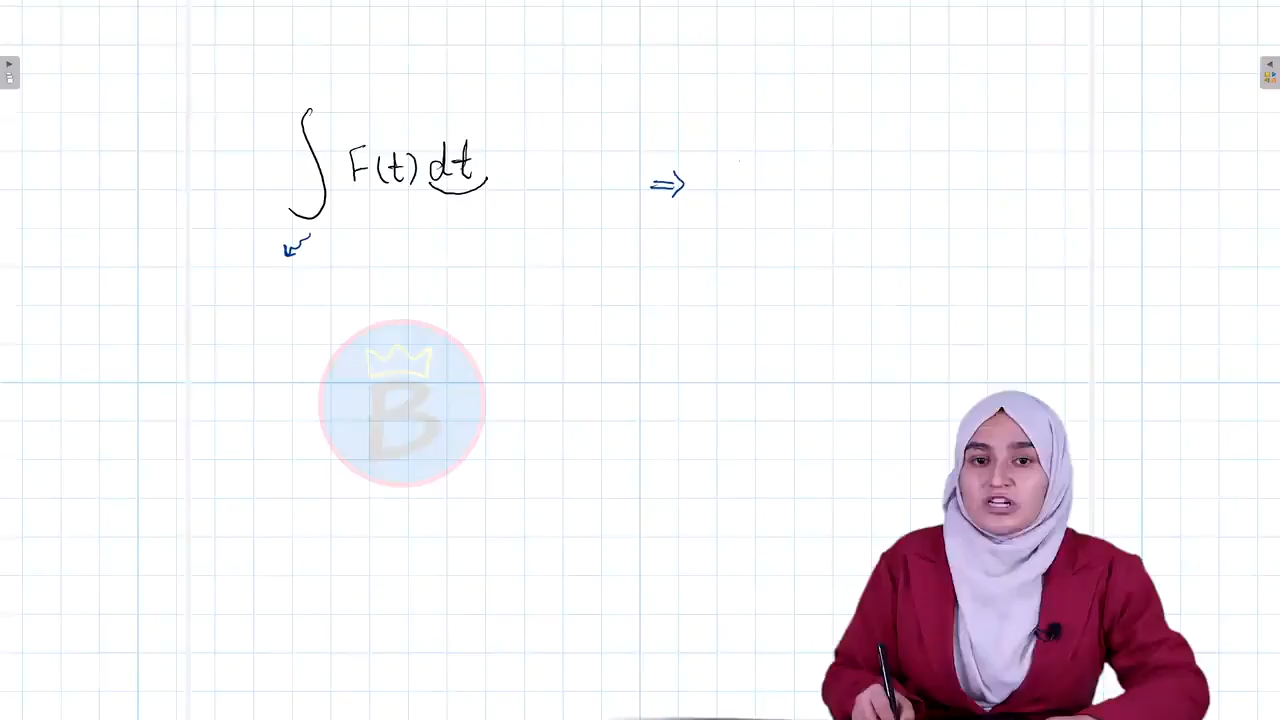 ∫ F(t) dt ⇒
B